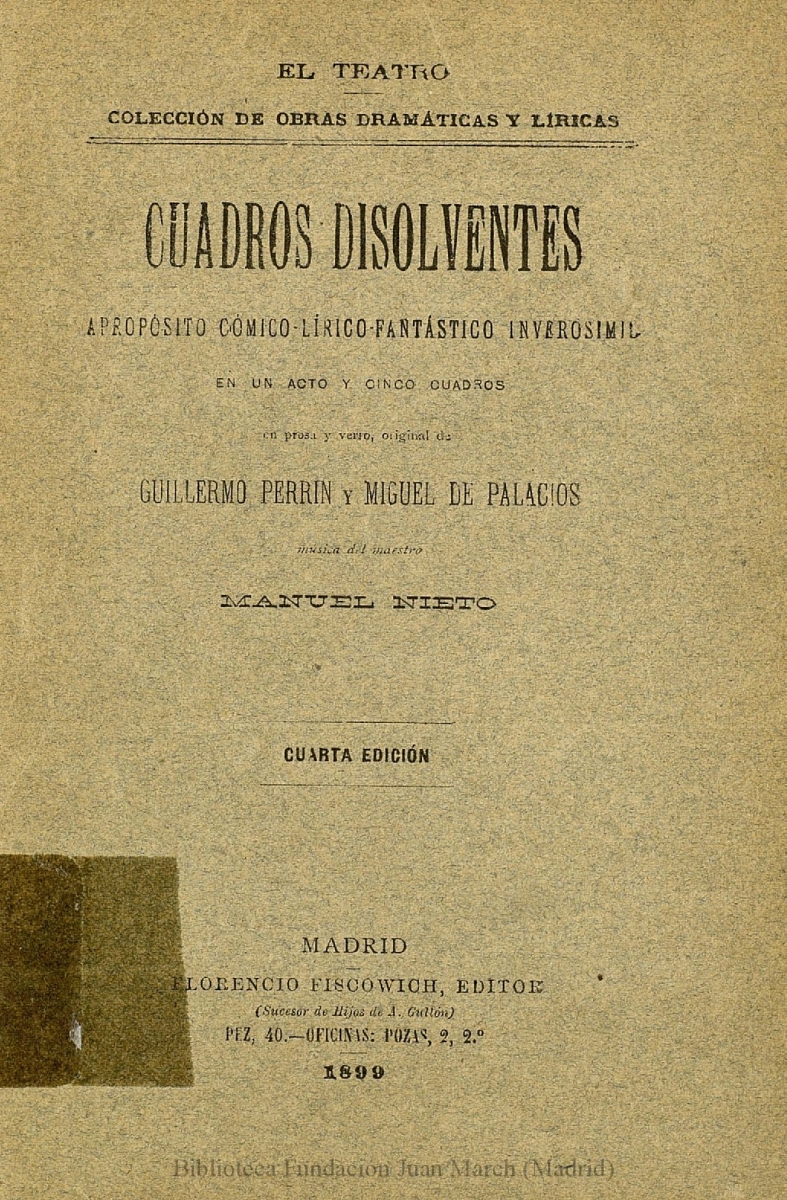 EL TEATRO
COLECCIÓN DE OBRAS DRAMÁTICAS Y LÍRICAS
CUADROS DISOLVENTES
APROPÓSITO CÓMICO-LÍRICO-FANTÁSTICO INVEROSIMIL
EN UN ACTO Y CINCO CUADROS
en prosa y verso, original de
GUILLERMO PERRIN Y MIGUEL DE PALACIOS
música del maestro
MANUEL NIETO
CUARTA EDICIÓN
MADRID
FLORENCIO FISCOWICH, EDITOR
(Sucesor de Hijos de A. Gullón)
PEZ, 40.—OFICINAS: POZAS, 2, 2.º
1899
Biblioteca Fundación Juan March (Madrid)